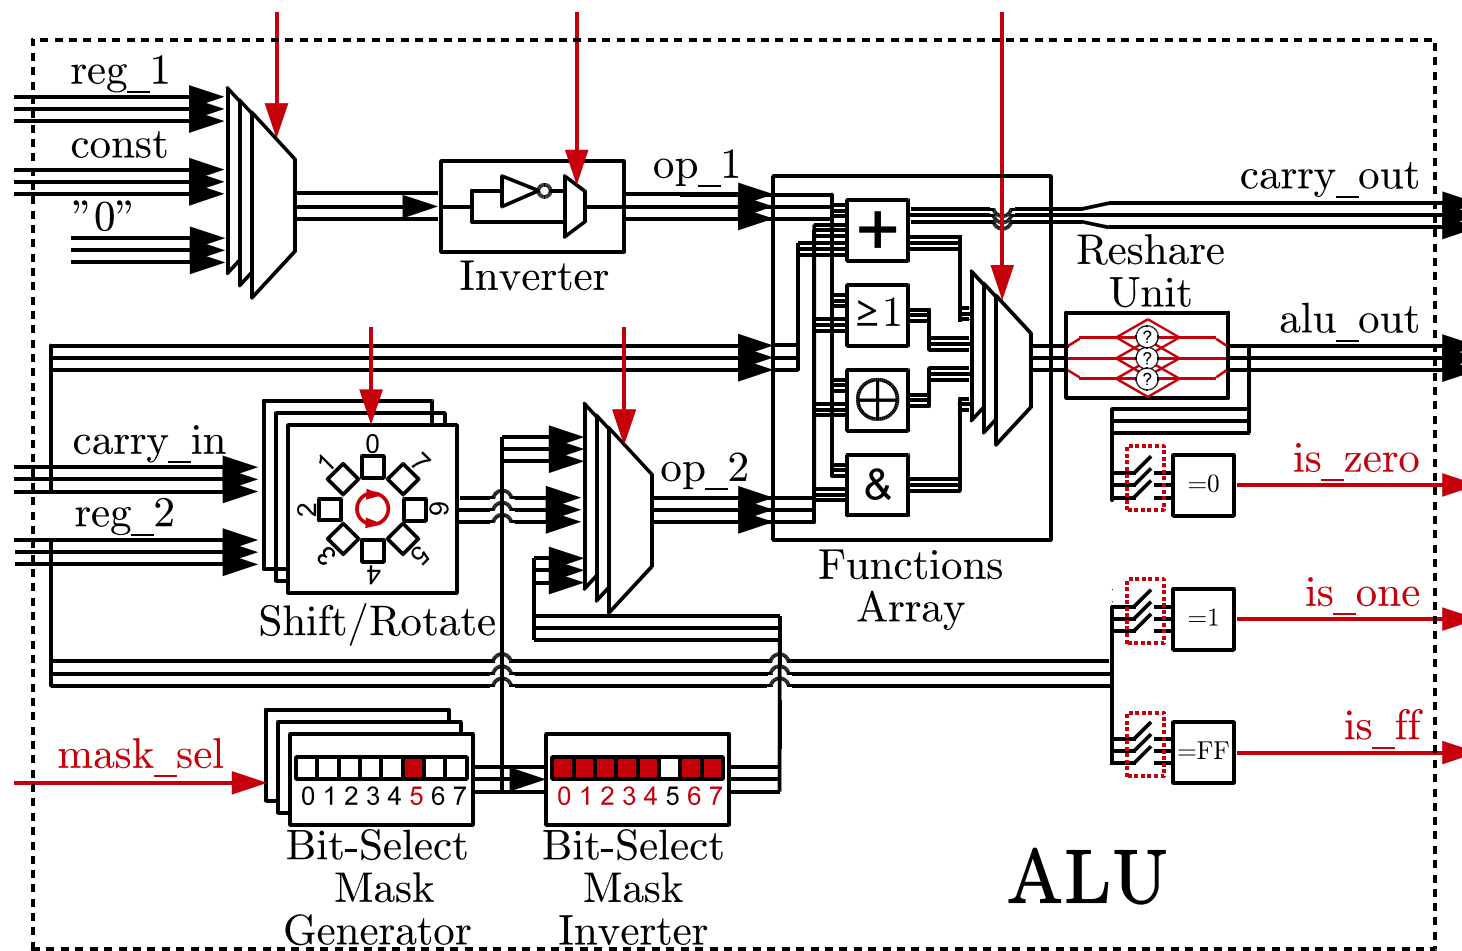 reg_1
const
"0"
Inverter
op_1
+
≥1
⊕
&
Functions
Array
carry_out
Reshare
Unit
? 
?
?
alu_out
carry_in
reg_2
0
1
7
2
6
3
5
4
Shift/Rotate
op_2
=0
is_zero
=1
is_one
=FF
is_ff
mask_sel
0 1 2 3 4 5 6 7
Bit-Select
Mask
Generator
0 1 2 3 4 5 6 7
Bit-Select
Mask
Inverter
ALU